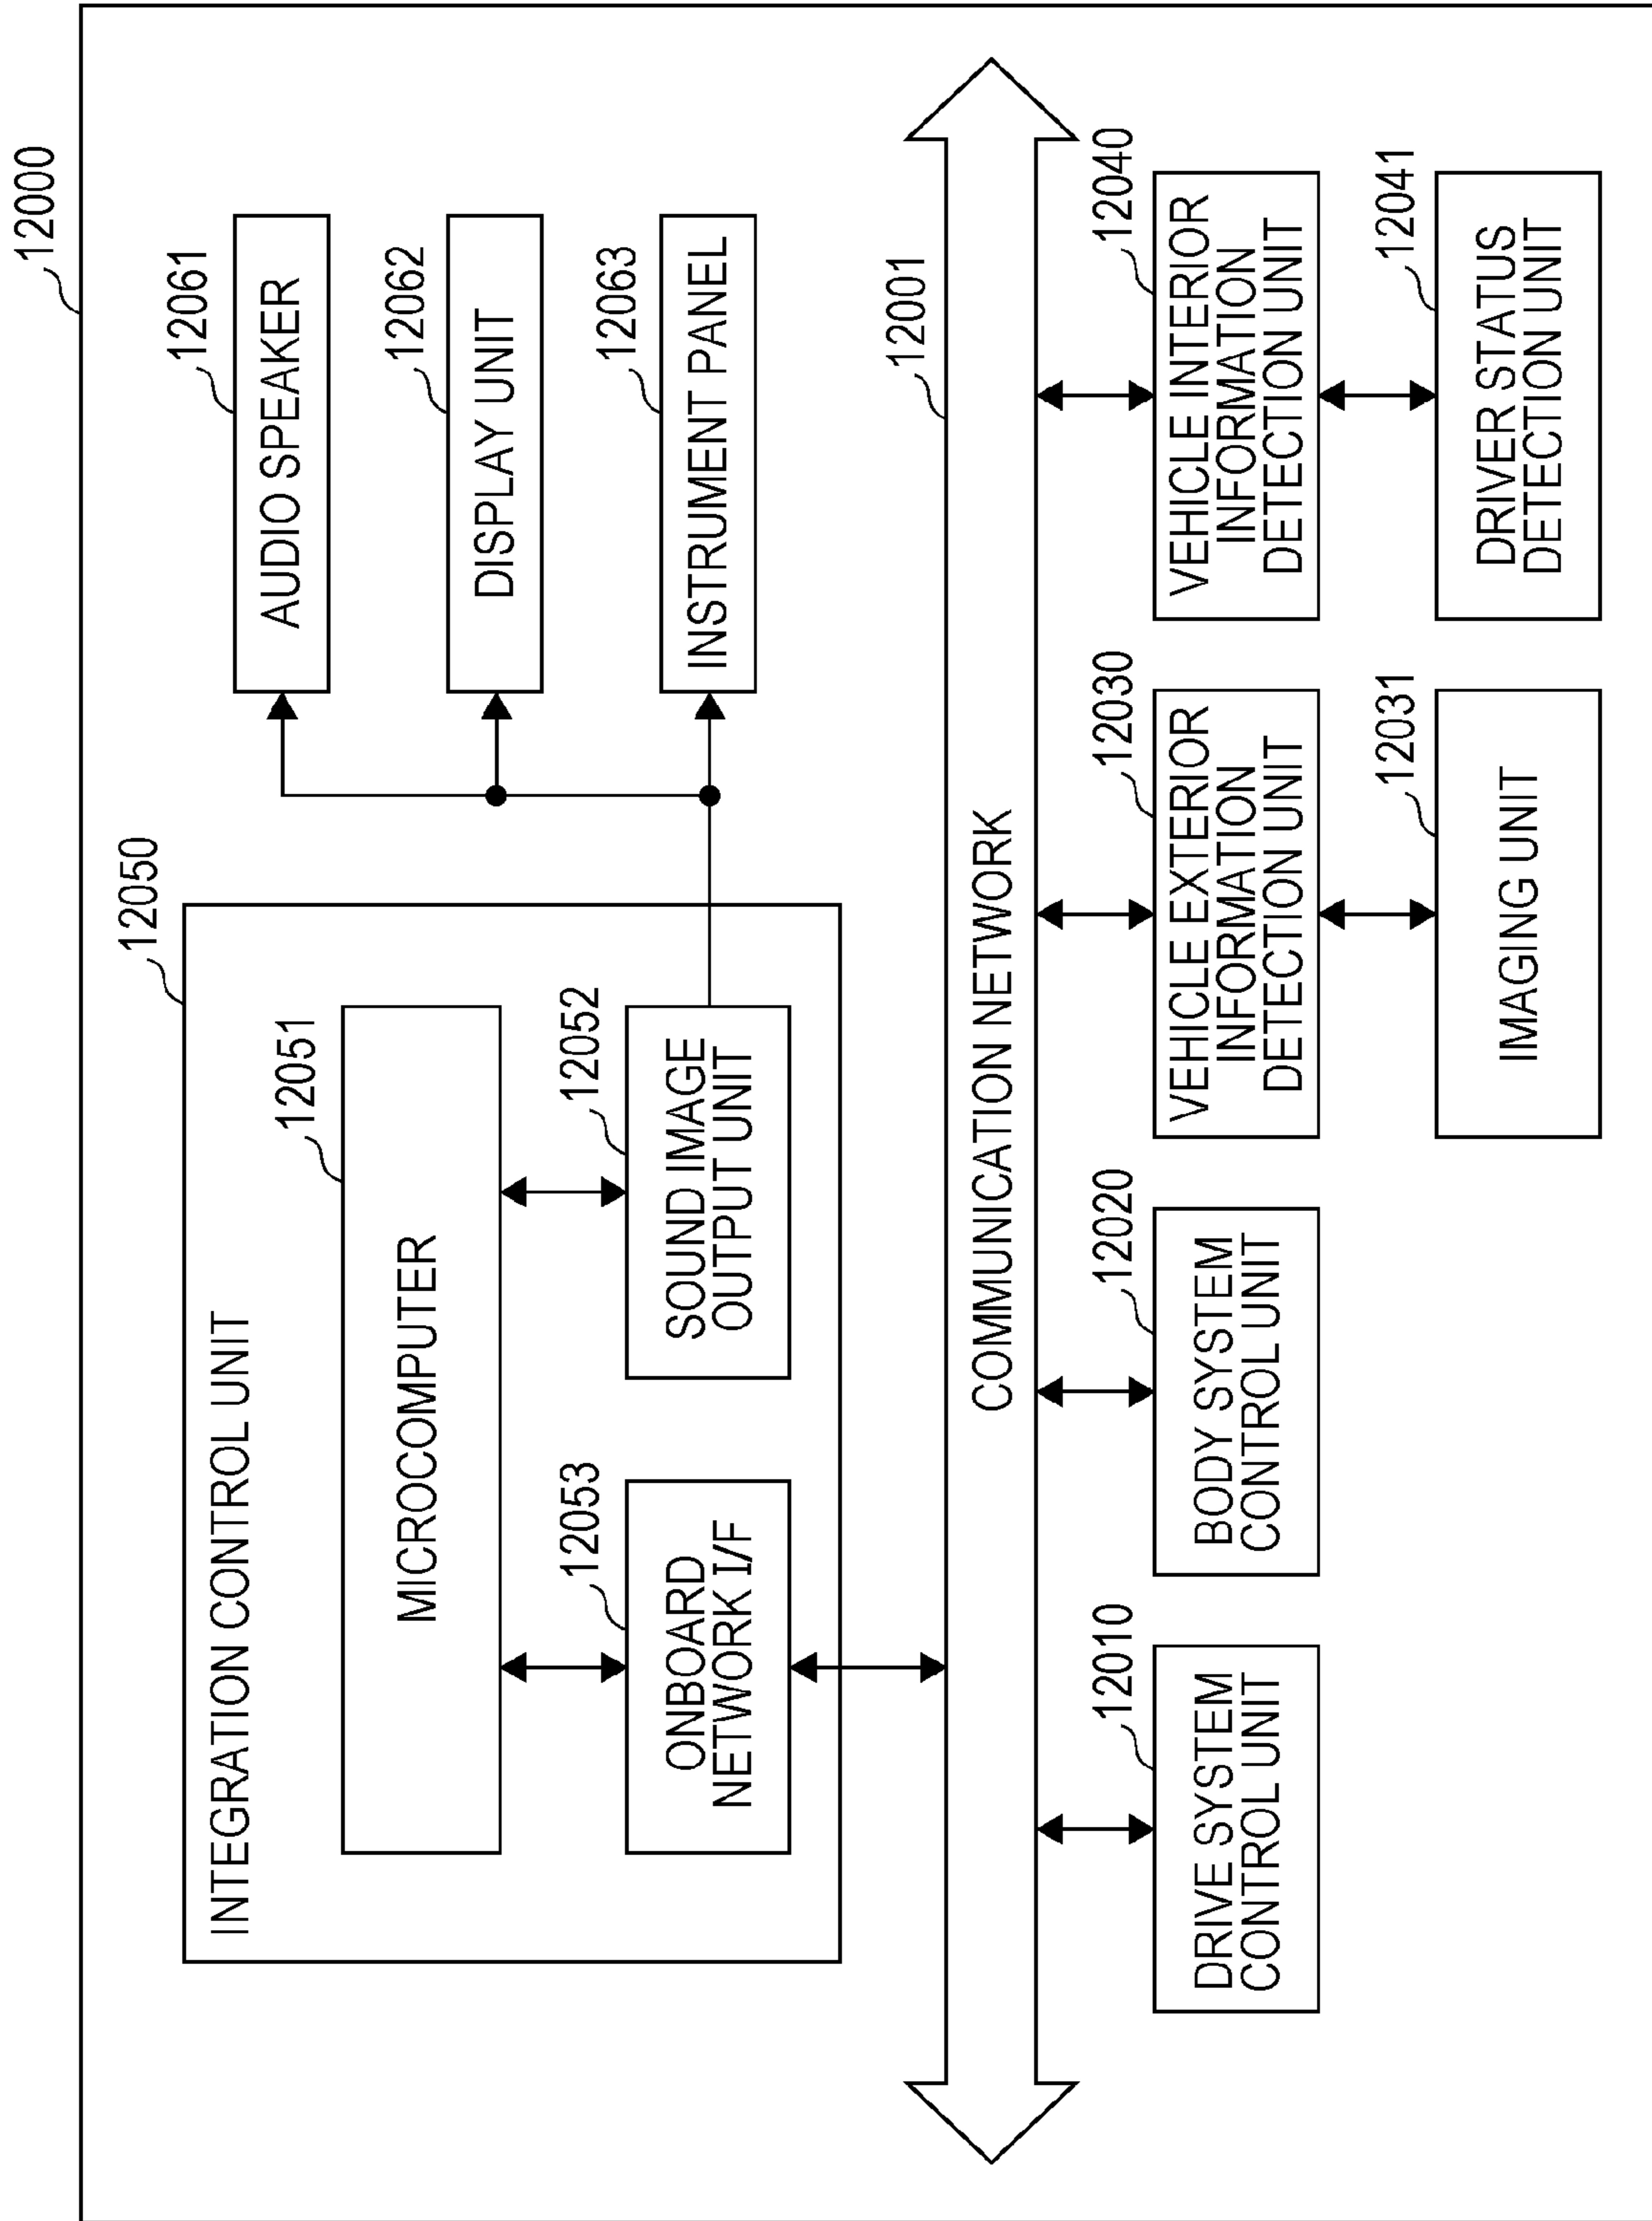 12000
12050
INTEGRATION CONTROL UNIT
12051
MICROCOMPUTER
12053
ONBOARD
NETWORK I/F
12052
SOUND IMAGE
OUTPUT UNIT
12061
AUDIO SPEAKER
12062
DISPLAY UNIT
12063
INSTRUMENT PANEL
12001
COMMUNICATION NETWORK
12010
DRIVE SYSTEM
CONTROL UNIT
12020
BODY SYSTEM
CONTROL UNIT
12030
VEHICLE EXTERIOR
INFORMATION
DETECTION UNIT
12040
VEHICLE INTERIOR
INFORMATION
DETECTION UNIT
12031
IMAGING UNIT
12041
DRIVER STATUS
DETECTION UNIT